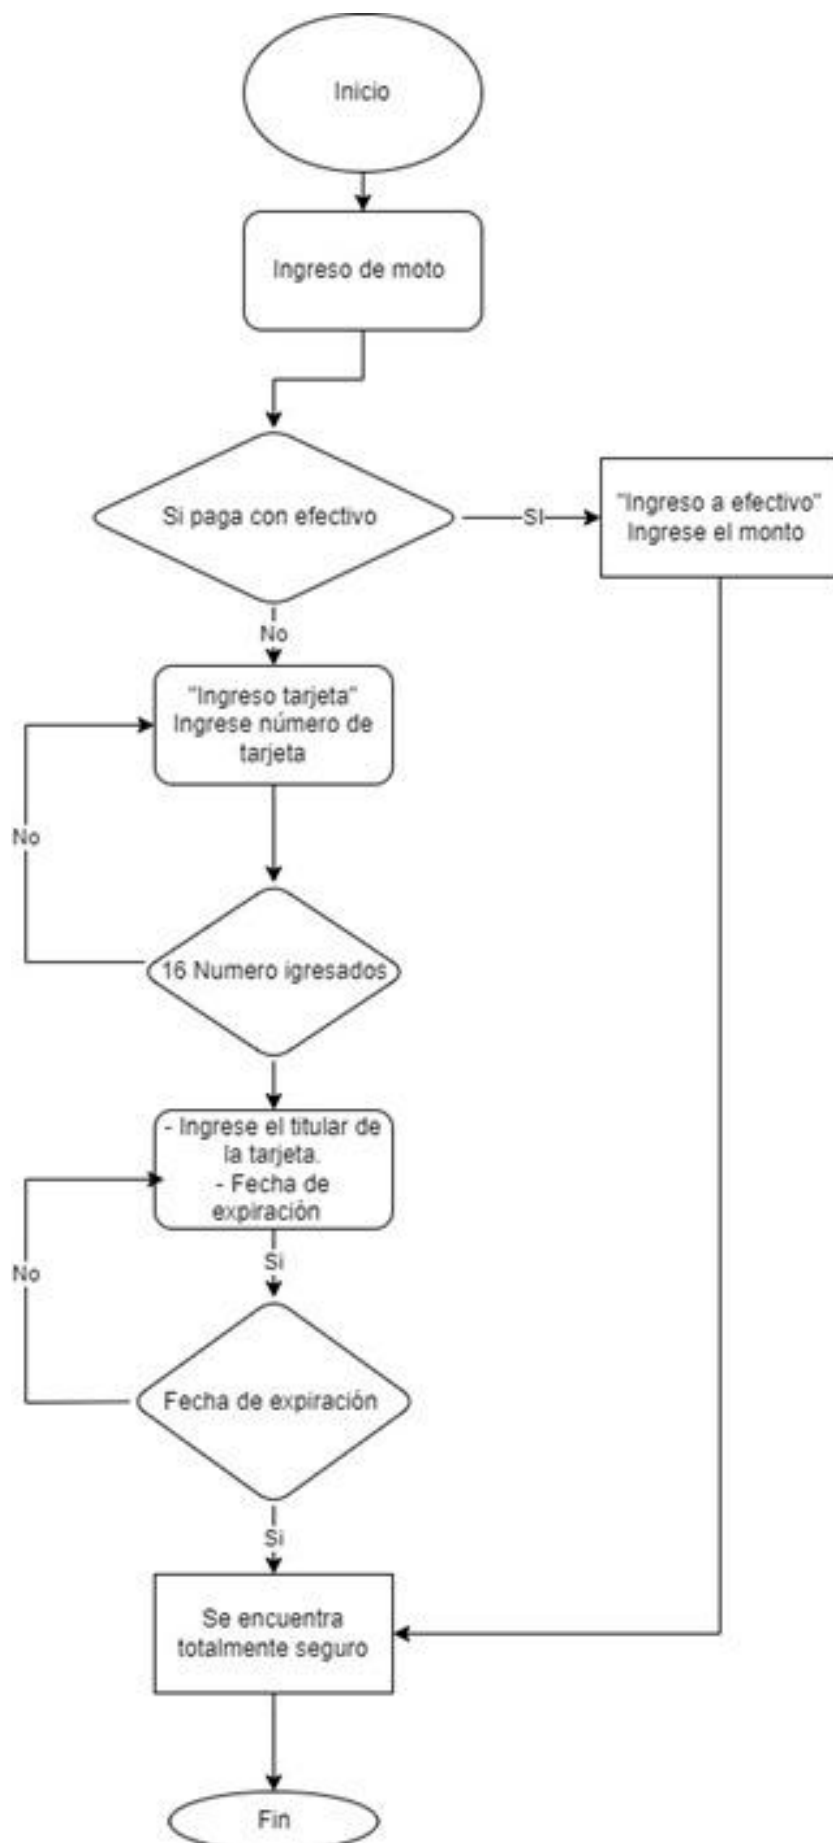 Inicio
Ingreso de moto
Si paga con efectivo
SI
"Ingreso a efectivo"
Ingrese el monto
No
"Ingreso tarjeta"
Ingrese número de
tarjeta
No
16 Numero igresados
- Ingrese el titular de
la tarjeta.
- Fecha de
expiración
Si
No
Fecha de expiración
Si
Se encuentra
totalmente seguro
Fin